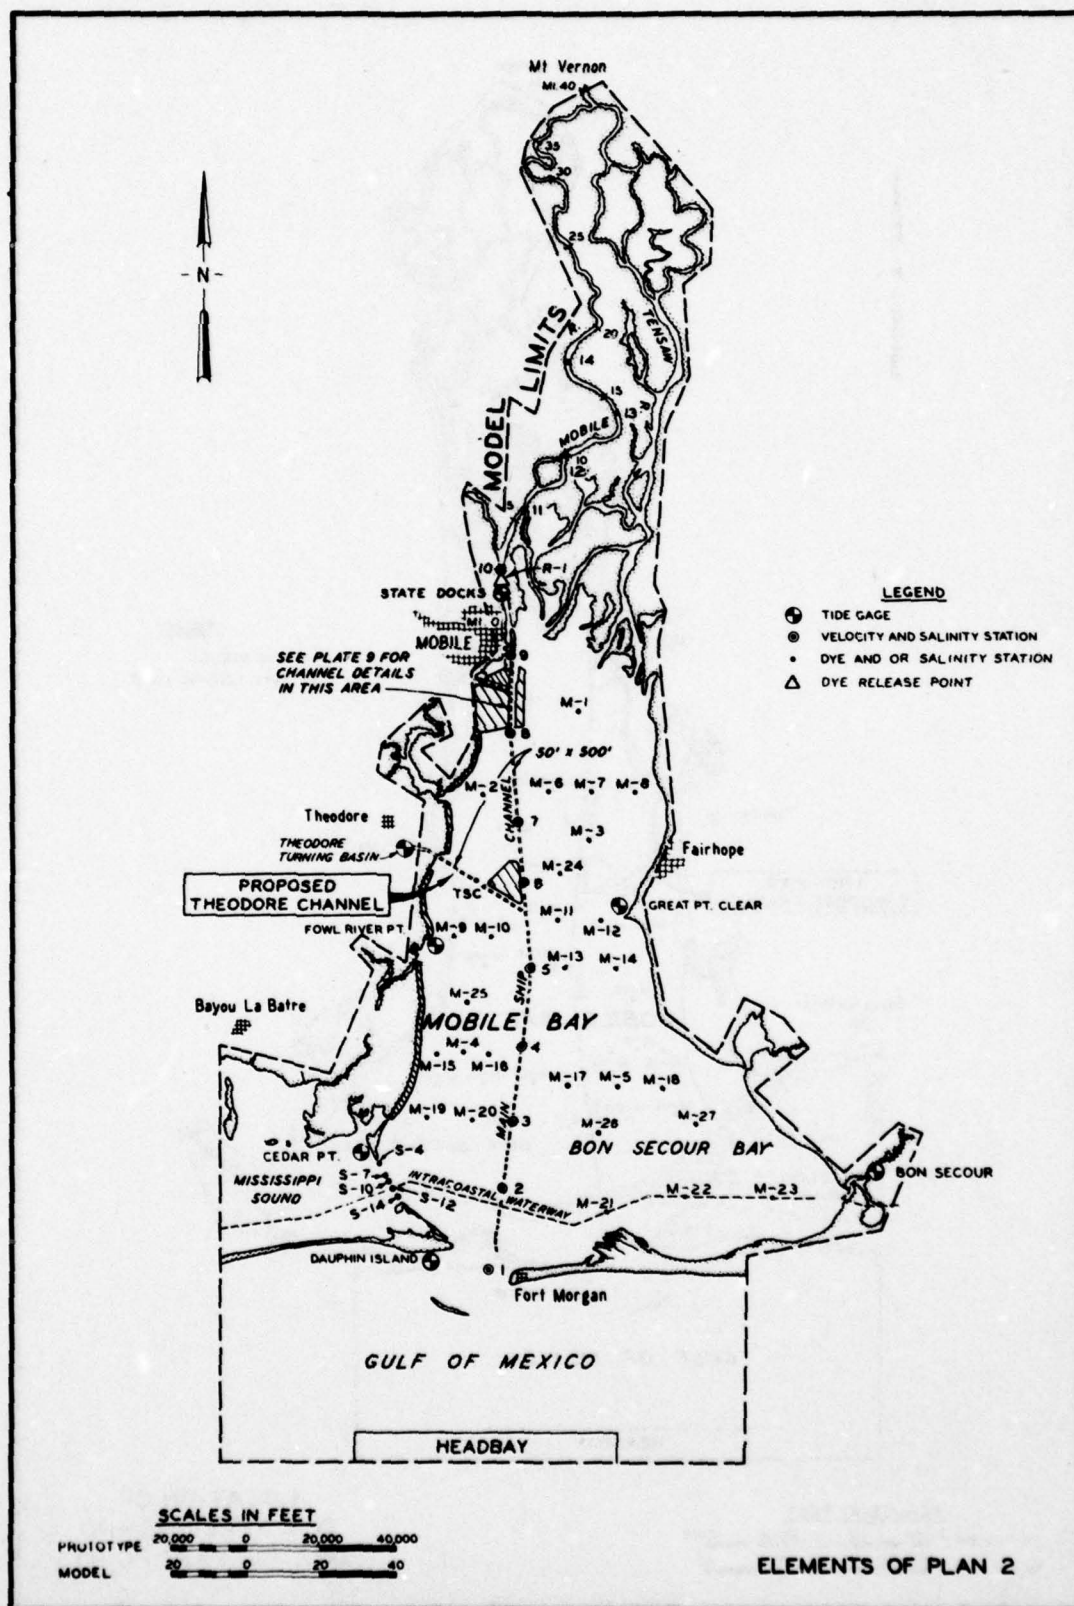 Mt Vernon
MI. 40
35
30
25
- N -
TENSAW
R.
20
14
MODEL LIMITS
R.
15
13
MOBILE
10
12
5
11
10
R-1
STATE DOCKS
MI. 0
MOBILE
9
SEE PLATE 9 FOR
CHANNEL DETAILS
IN THIS AREA
LEGEND
TIDE GAGE
VELOCITY AND SALINITY STATION
DYE AND OR SALINITY STATION
DYE RELEASE POINT
M-1
8
50' x 500'
M-2
M-6
M-7
M-8
CHANNEL
7
Theodore
M-3
THEODORE
TURNING BASIN
Fairhope
M-24
PROPOSED
THEODORE CHANNEL
TSC
6
GREAT PT. CLEAR
M-11
M-12
FOWL RIVER PT.
M-9
M-10
5
M-13
M-14
M-25
SHIP
Bayou La Batre
MOBILE BAY
M-4
4
M-15
M-16
M-17
M-5
M-18
M-19
M-20
MAIN
3
M-26
M-27
CEDAR PT.
S-4
BON SECOUR BAY
BON SECOUR
MISSISSIPPI
SOUND
S-7
S-10
S-14
S-12
INTRACOASTAL WATERWAY
2
M-21
M-22
M-23
DAUPHIN ISLAND
1
Fort Morgan
GULF OF MEXICO
HEADBAY
SCALES IN FEET
PROTOTYPE 20,000 0 20,000 40,000
MODEL 20 0 20 40
ELEMENTS OF PLAN 2